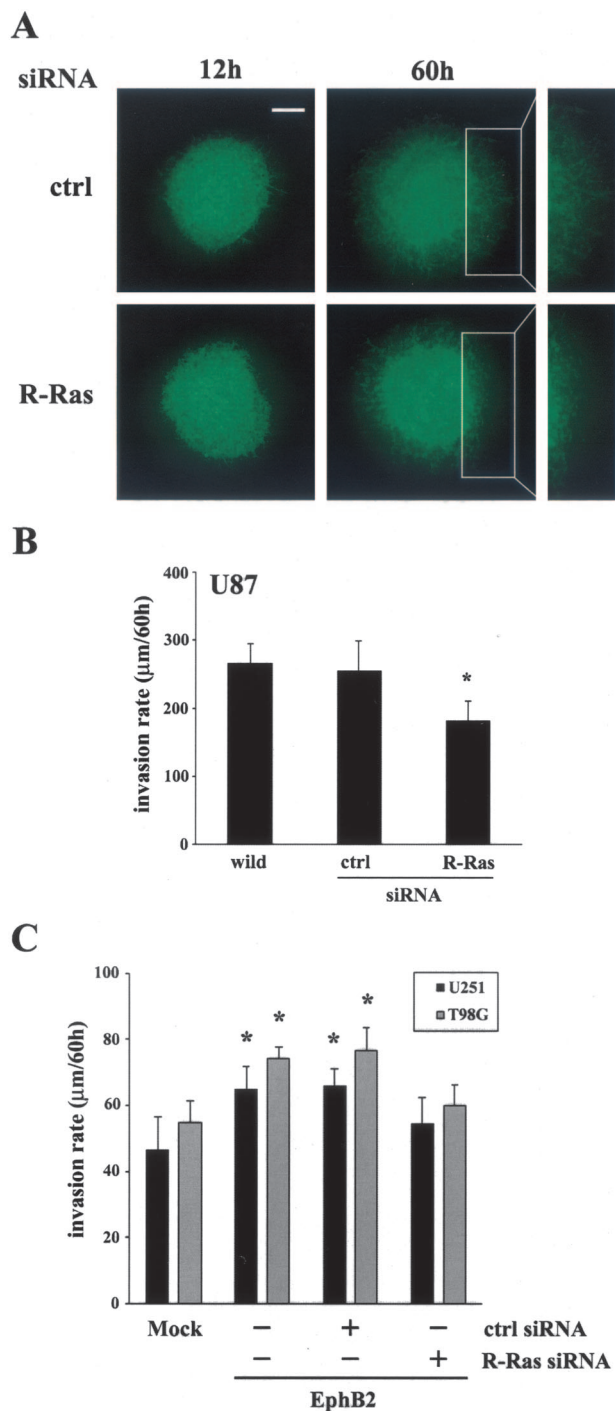 A
siRNA 12h 60h
ctrl
R-Ras
B
U87
invasion rate (μm/60h)
400
300
200
100
0
wild ctrl R-Ras
siRNA
C
invasion rate (μm/60h)
100
80
60
40
20
0
U251
T98G
* * * * *
Mock − + − ctrl siRNA
− − + R-Ras siRNA
EphB2